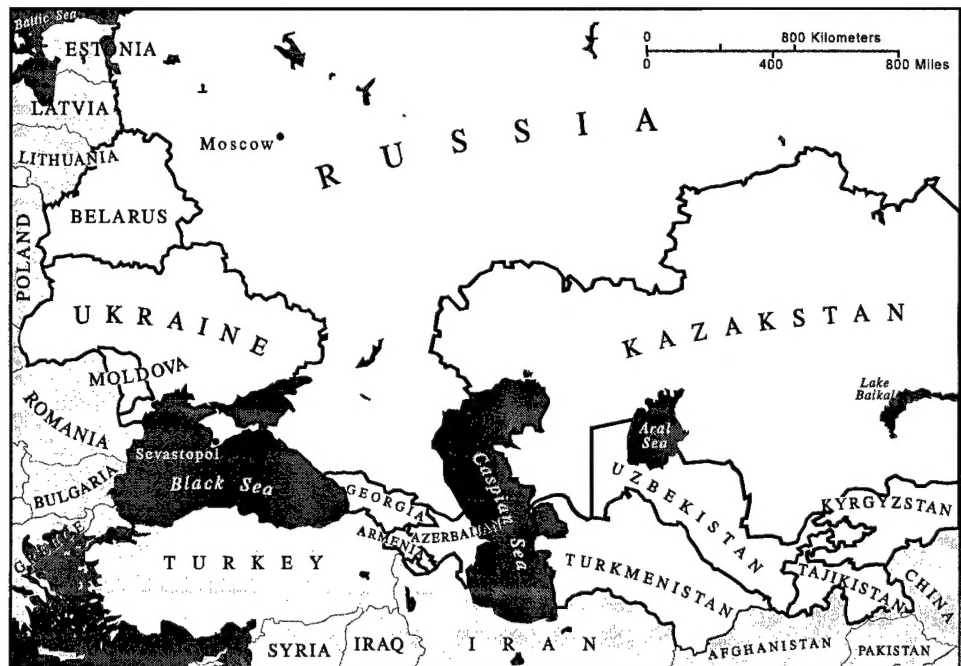 Baltic Sea
ESTONIA
0 800 Kilometers
0 400 800 Miles
LATVIA
Moscow
RUSSIA
LITHUANIA
BELARUS
POLAND
UKRAINE
KAZAKSTAN
MOLDOVA
Lake
Baikal
ROMANIA
Aral
Sea
Sevastopol
Caspian Sea
Black Sea
BULGARIA
GEORGIA
UZBEKISTAN
KYRGYZSTAN
GREECE
ARMENIA
AZERBAIJAN
TURKEY
TURKMENISTAN
TAJIKISTAN
CHINA
SYRIA
IRAQ
IRAN
AFGHANISTAN
PAKISTAN